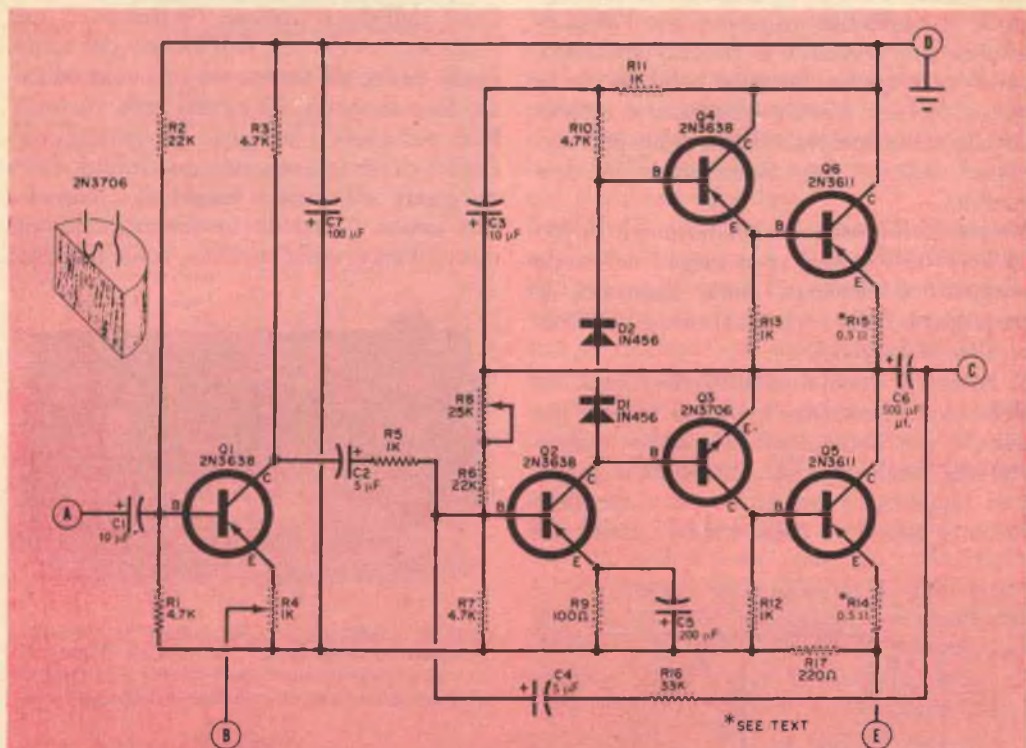 D
R11
1K
R2
22K
R3
4.7K
R10
4.7K
Q4
2N3638
C
B
E
Q6
2N3611
C
B
E
2N3706
+
C7
100 µF
+
C3
10 µF
D2
1N456
R13
1K
*R15
0.5 Ω
+
C
C6
500 µF
µf.
R8
25K
D1
1N456
Q3
2N3706
E
B
C
Q1
2N3638
C
B
E
+
C2
5 µF
R5
1K
R6
22K
Q2
2N3638
C
B
E
Q5
2N3611
C
B
E
A
+
C1
10 µF
R1
4.7K
R4
1K
R7
4.7K
R9
100Ω
+
C5
200 µF
R12
1K
*R14
0.5 Ω
R17
220Ω
+
C4
5 µF
R16
33K
B
*SEE TEXT
E